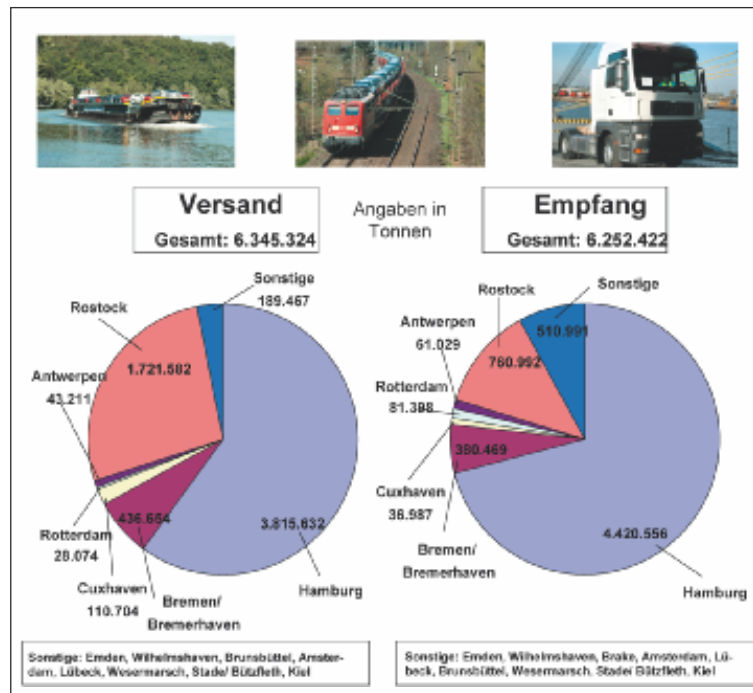 Versand
Gesamt: 6.345.324
Angaben in
Tonnen
Empfang
Gesamt: 6.252.422
Sonstige
189.467
Rostock
1.721.582
Antwerpen
43.211
Rotterdam
28.074
Cuxhaven
110.704
436.654
Bremen/
Bremerhaven
3.815.632
Hamburg
Sonstige
510.991
Rostock
760.992
Antwerpen
61.029
Rotterdam
81.398
Cuxhaven
36.987
380.469
Bremen/
Bremerhaven
4.420.556
Hamburg
Sonstige: Emden, Wilhelmshaven, Brunsbüttel, Amster-
dam, Lübeck, Wesermarsch, Stade/ Bützfleth, Kiel
Sonstige: Emden, Wilhelmshaven, Brake, Amsterdam, Lü-
beck, Brunsbüttel, Wesermarsch, Stade/ Bützfleth, Kiel